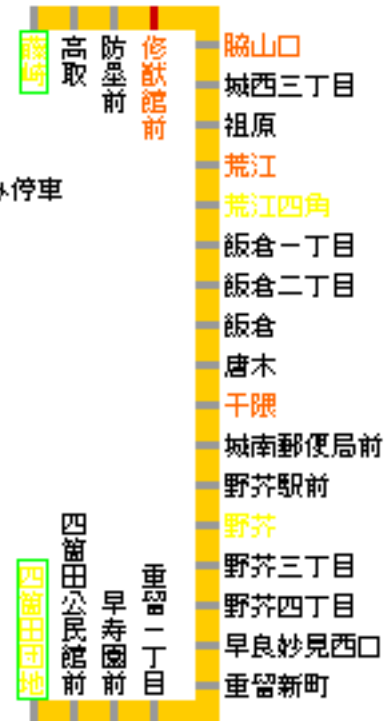 藤崎
高取
防塁前
修猷館前
脇山口
城西三丁目
祖原
荒江
み停車
荒江四角
飯倉一丁目
飯倉二丁目
飯倉
唐木
干隈
城南郵便局前
野芥駅前
野芥
野芥三丁目
野芥四丁目
早良妙見西口
重留新町
重留一丁目
早寿園前
四箇田公民館前
四箇田団地